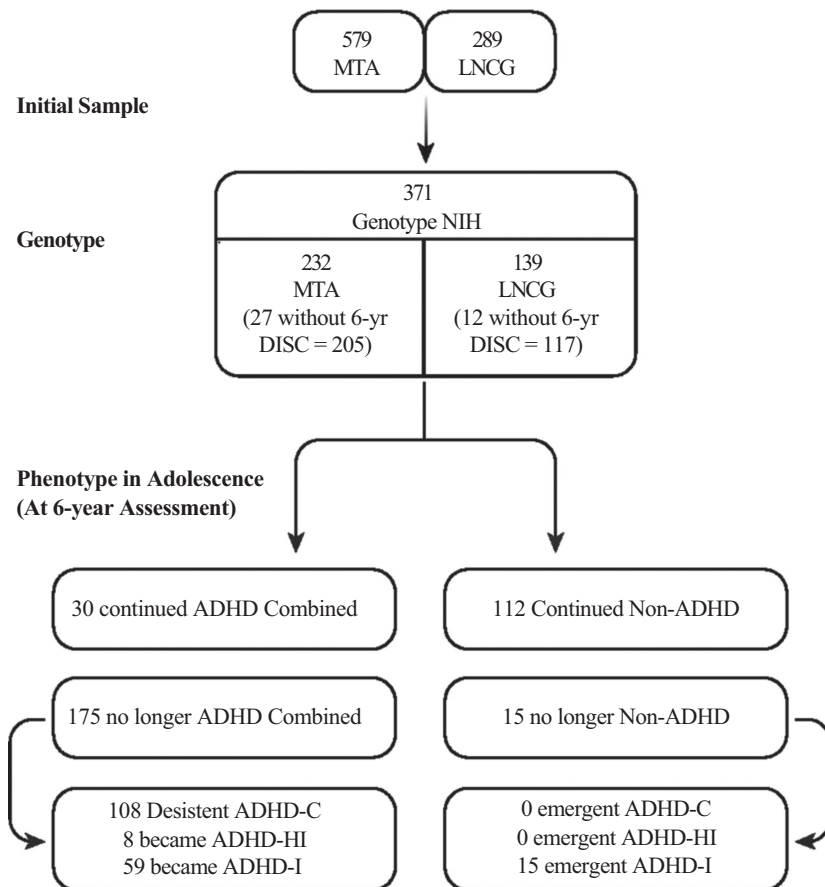 579
MTA
289
LNCG
Initial Sample
371
Genotype NIH
Genotype
232
MTA
(27 without 6-yr
DISC = 205)
139
LNCG
(12 without 6-yr
DISC = 117)
Phenotype in Adolescence
(At 6-year Assessment)
30 continued ADHD Combined
112 Continued Non-ADHD
175 no longer ADHD Combined
15 no longer Non-ADHD
108 Desistent ADHD-C
8 became ADHD-HI
59 became ADHD-I
0 emergent ADHD-C
0 emergent ADHD-HI
15 emergent ADHD-I